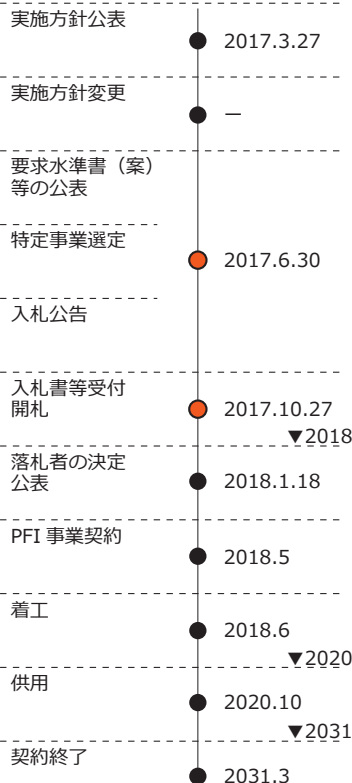 実施方針公表
2017.3.27
実施方針変更
–
要求水準書（案）
等の公表
特定事業選定
2017.6.30
入札公告
入札書等受付
開札
2017.10.27
▼2018
落札者の決定
公表
2018.1.18
PFI 事業契約
2018.5
着工
2018.6
▼2020
供用
2020.10
▼2031
契約終了
2031.3